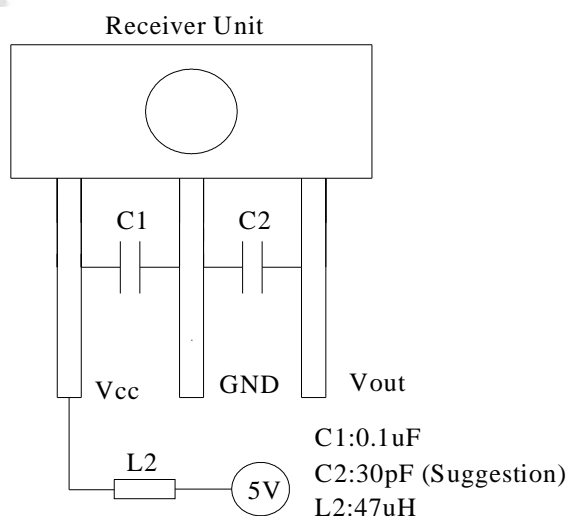 Receiver Unit
C1
C2
Vcc
GND
Vout
C1:0.1uF
L2
5V
C2:30pF (Suggestion)
L2:47uH